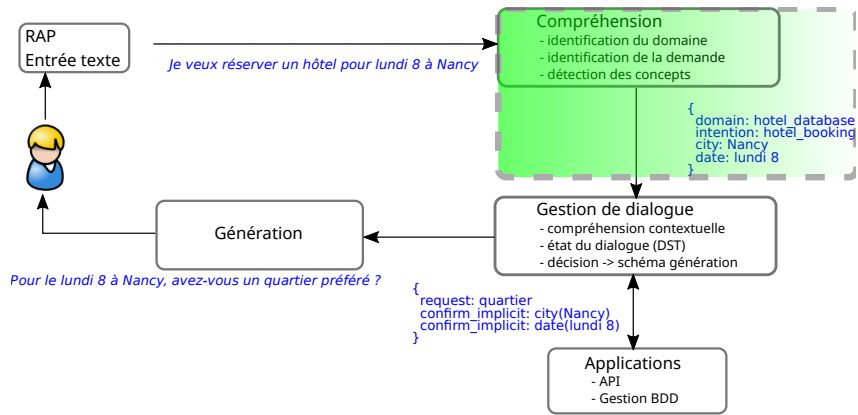 RAP
Entrée texte
Je veux réserver un hôtel pour lundi 8 à Nancy
Compréhension
- identification du domaine
- identification de la demande
- détection des concepts
{
domain: hotel_database
intention: hotel_booking
city: Nancy
date: lundi 8
}
Gestion de dialogue
- compréhension contextuelle
- état du dialogue (DST)
- décision -> schéma génération
Génération
Pour le lundi 8 à Nancy, avez-vous un quartier préféré ?
{
request: quartier
confirm_implicit: city(Nancy)
confirm_implicit: date(lundi 8)
}
Applications
- API
- Gestion BDD